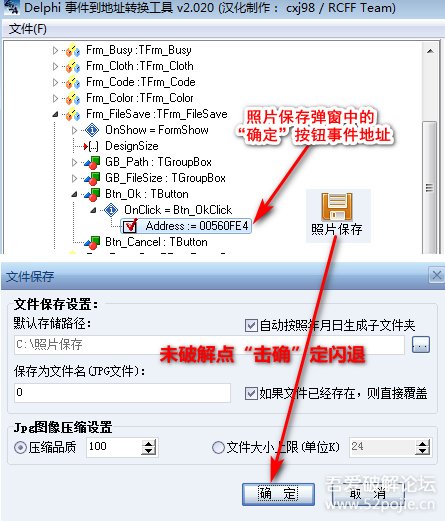 Delphi 事件到地址转换工具 v2.020 (汉化制作 : cxj98 / RCFF Team)
文件(F)
Frm_Busy : TFrm_Busy
Frm_Cloth : TFrm_Cloth
Frm_Code : TFrm_Code
Frm_Color : TFrm_Color
Frm_FileSave : TFrm_FileSave
OnShow = FormShow
DesignSize
GB_Path : TGroupBox
GB_FileSize : TGroupBox
Btn_Ok : TButton
OnClick = Btn_OkClick
Address := 00560FE4
Btn_Cancel : TButton
照片保存弹窗中的
“确定”按钮事件地址
照片保存
文件保存
文件保存设置:
默认存储路径:
自动按照年月日生成子文件夹
C:\照片保存
...
未破解点“击确”定闪退
保存为文件名(JPG文件):
0
如果文件已经存在，则直接覆盖
Jpg图像压缩设置
压缩品质
100
文件大小上限(单位K)
24
确 定
取 消
吾爱破解论坛
www.52pojie.cn